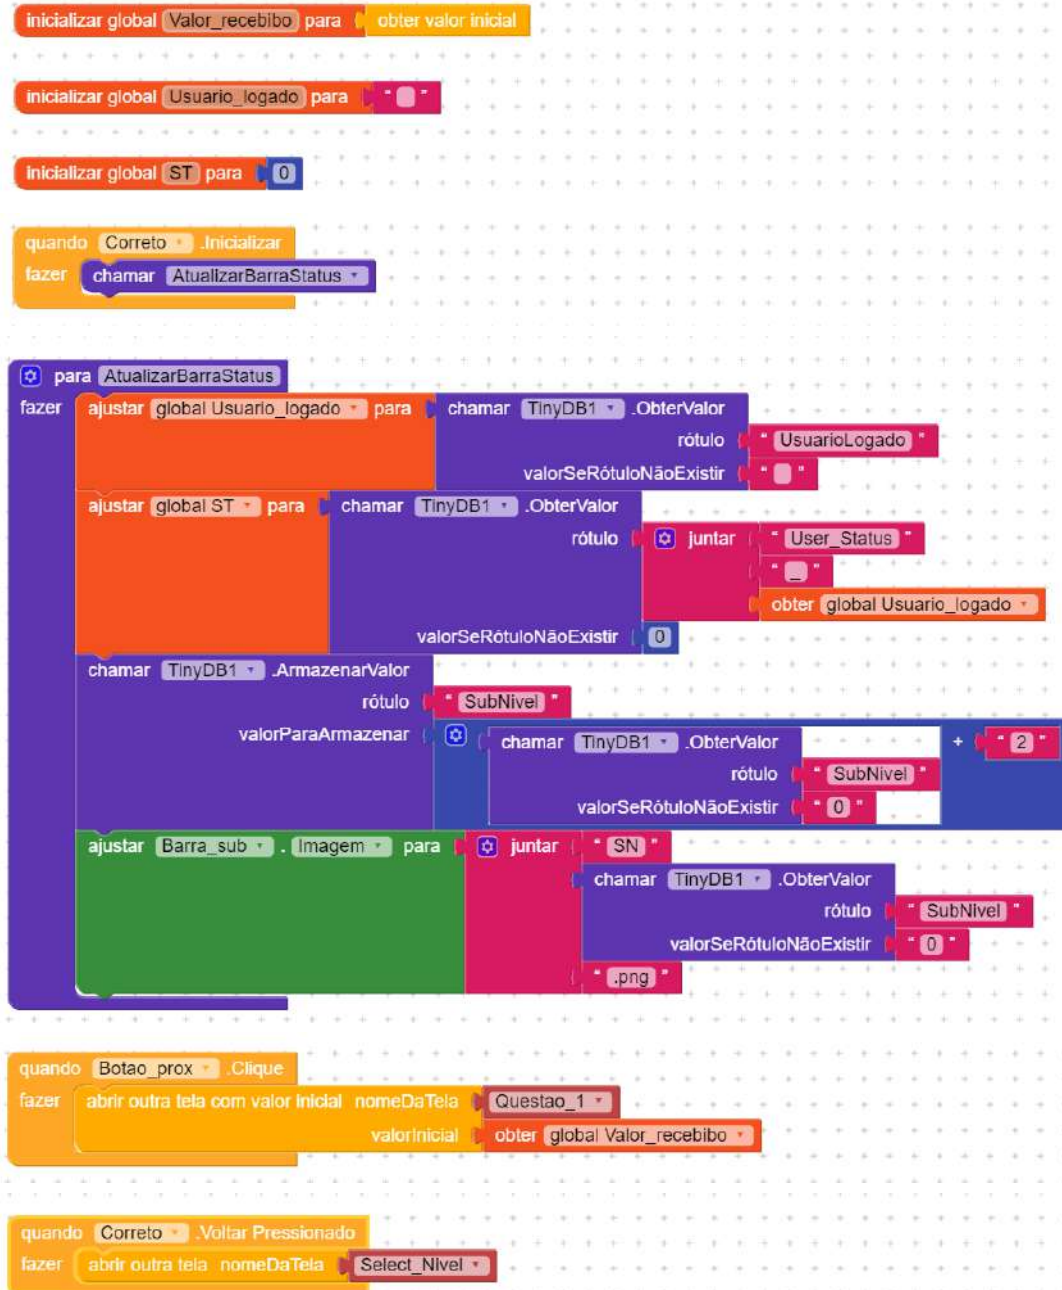 inicializar global Valor_recebibo para obter valor inicial
inicializar global Usuario_logado para " "
inicializar global ST para 0
quando Correto .Inicializar
fazer chamar AtualizarBarraStatus
para AtualizarBarraStatus
fazer ajustar global Usuario_logado para chamar TinyDB1 .ObterValor
rótulo " UsuarioLogado "
valorSeRótuloNãoExistir " "
ajustar global ST para chamar TinyDB1 .ObterValor
rótulo juntar " User_Status "
" _ "
obter global Usuario_logado
valorSeRótuloNãoExistir 0
chamar TinyDB1 .ArmazenarValor
rótulo " SubNivel "
valorParaArmazenar chamar TinyDB1 .ObterValor + " 2 "
rótulo " SubNivel "
valorSeRótuloNãoExistir " 0 "
ajustar Barra_sub . Imagem para juntar " SN "
chamar TinyDB1 .ObterValor
rótulo " SubNivel "
valorSeRótuloNãoExistir " 0 "
" .png "
quando Botao_prox .Clique
fazer abrir outra tela com valor inicial nomeDaTela Questao_1
valorInicial obter global Valor_recebibo
quando Correto .Voltar Pressionado
fazer abrir outra tela nomeDaTela Select_Nivel